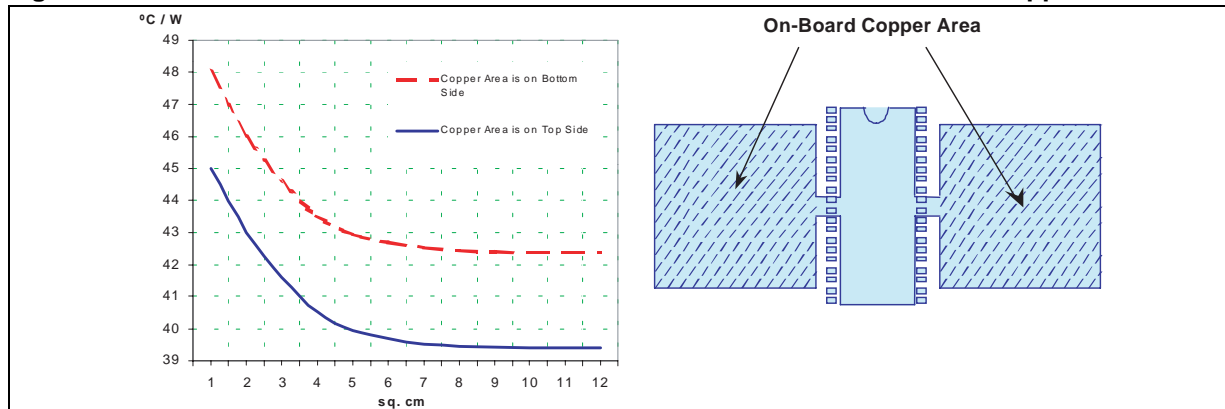 ºC / W
49
48
47
46
45
44
43
42
41
40
39
1 2 3 4 5 6 7 8 9 10 11 12
sq. cm
Copper Area is on Bottom
Side
Copper Area is on Top Side
On-Board Copper Area